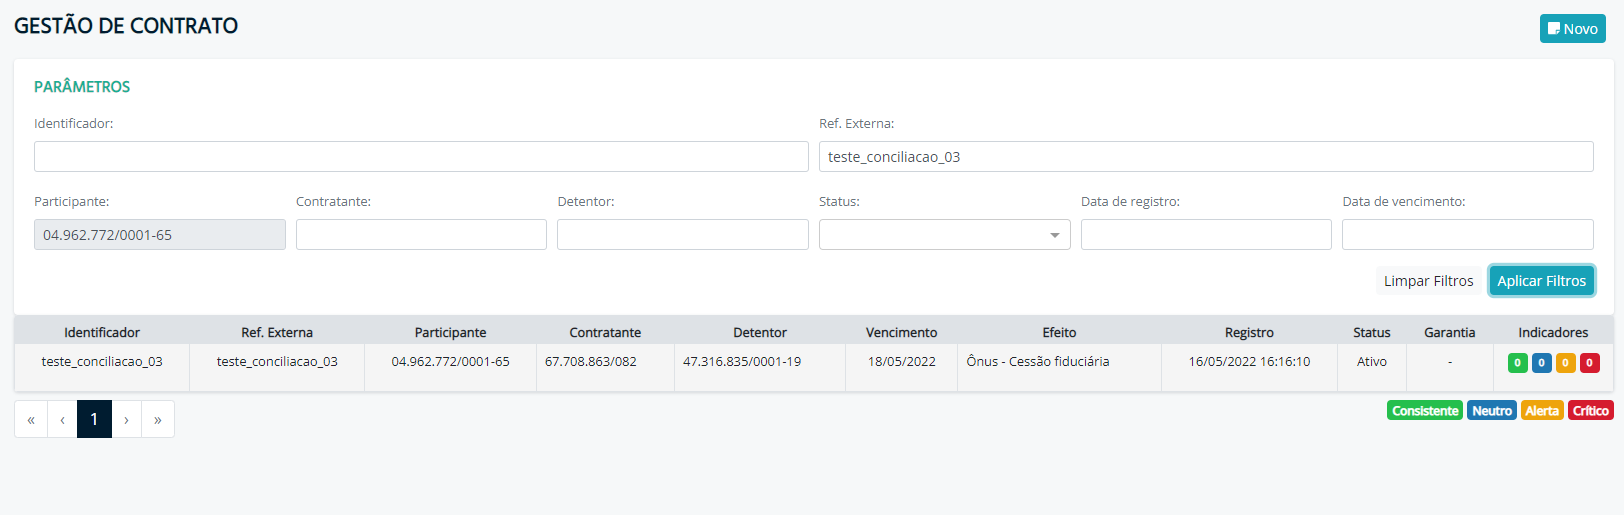 GESTÃO DE CONTRATO
Novo
PARÂMETROS
Identificador: Ref. Externa:
teste_conciliacao_03
Participante: Contratante: Detentor: Status: Data de registro: Data de vencimento:
04.962.772/0001-65
Limpar Filtros Aplicar Filtros
Identificador Ref. Externa Participante Contratante Detentor Vencimento Efeito Registro Status Garantia Indicadores
teste_conciliacao_03 teste_conciliacao_03 04.962.772/0001-65 67.708.863/082 47.316.835/0001-19 18/05/2022 Ônus - Cessão fiduciária 16/05/2022 16:16:10 Ativo - 0 0 0 0
« ‹ 1 › »
Consistente Neutro Alerta Crítico